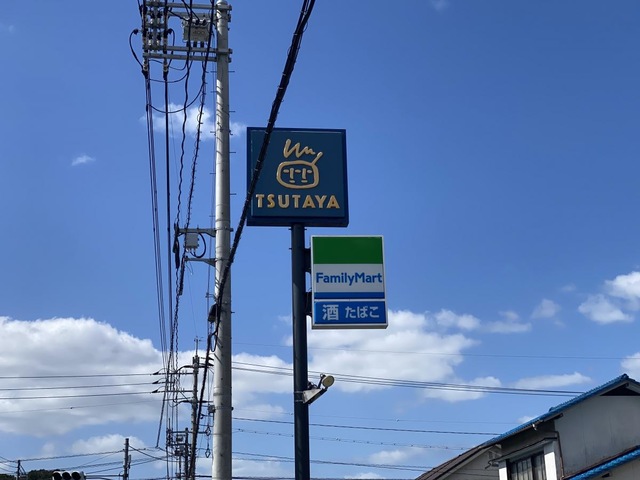 TSUTAYA
FamilyMart
酒 たばこ